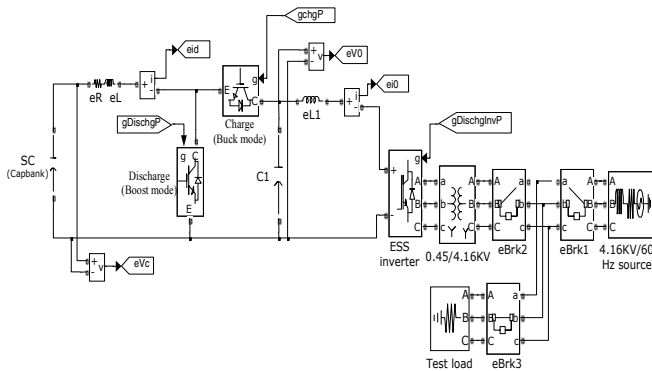 gchgP
eid
eV0
ei0
+
-
i
g
E
C
+
-
v
eR eL
eL1
+
-
i
gDischgP
Charge
(Buck mode)
gDischgInvP
SC
(Capbank)
g C
E
Discharge
(Boost mode)
C1
+
-
g
A
B
C
a
b
c
A
B
C
A
B
C
a
b
c
a
b
c
A
B
C
A
B
C
Y Y
+
-
v
eVc
ESS
inverter
0.45/4.16KV
eBrk2
eBrk1
4.16KV/60
Hz source
A
B
C
A
B
C
a
b
c
Test load
eBrk3